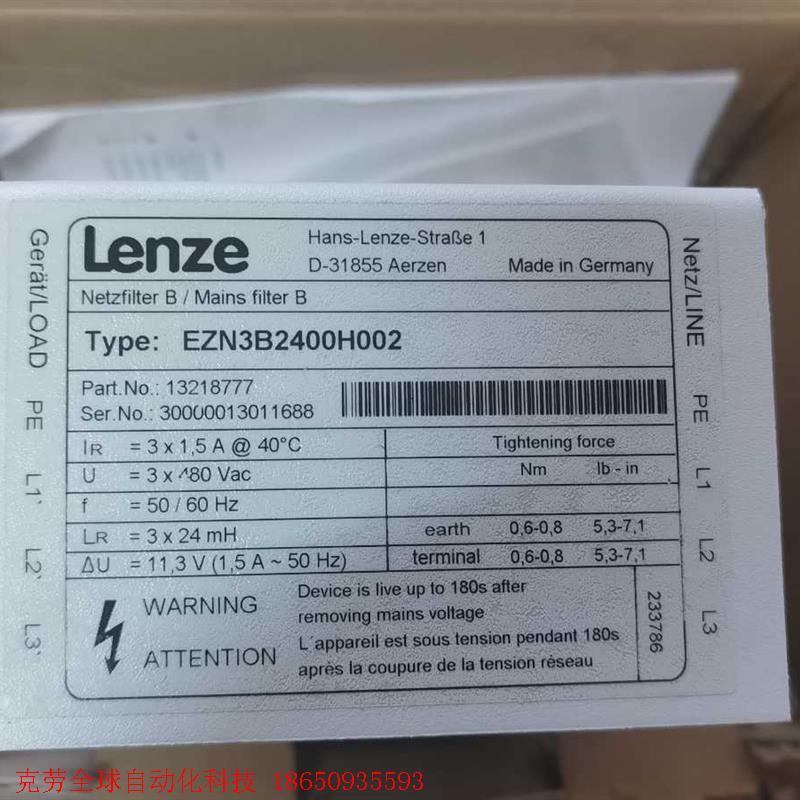 Lenze
Hans-Lenze-Straße 1
D-31855 Aerzen Made in Germany
Netzfilter B / Mains filter B
Type: EZN3B2400H002
Part.No.: 13218777
Ser.No.: 30000013011688
IR = 3 x 1,5 A @ 40°C
U = 3 x 480 Vac
f = 50 / 60 Hz
LR = 3 x 24 mH
ΔU = 11,3 V (1,5 A ~ 50 Hz)
Tightening force
Nm lb - in
earth 0,6-0,8 5,3-7,1
terminal 0,6-0,8 5,3-7,1
WARNING
ATTENTION
Device is live up to 180s after
removing mains voltage
L´appareil est sous tension pendant 180s
après la coupure de la tension réseau
233786
Gerät/LOAD
PE
L1'
L2'
L3'
Netz/LINE
PE
L1
L2
L3
克劳全球自动化科技 18650935593